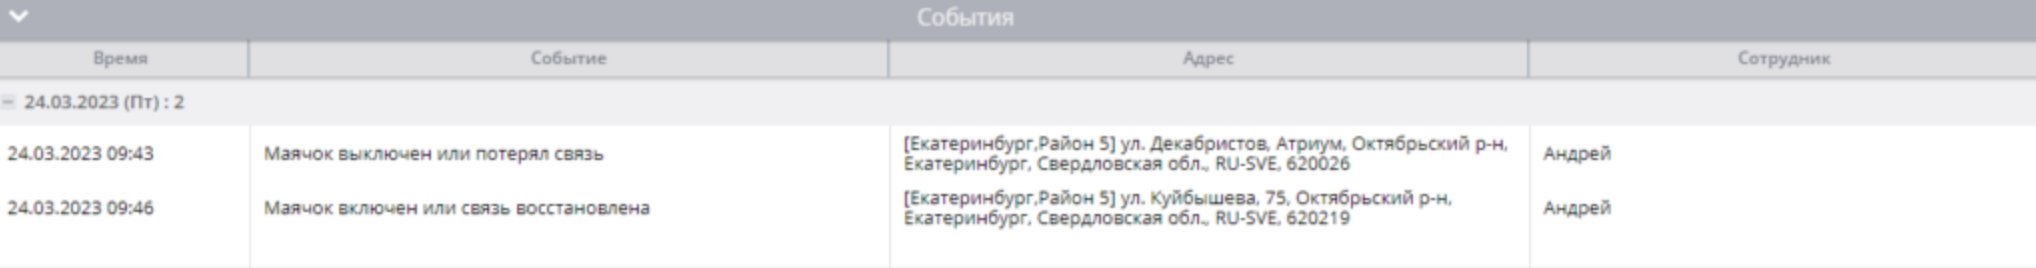 События
Время Событие Адрес Сотрудник
24.03.2023 (Пт) : 2
24.03.2023 09:43 Маячок выключен или потерял связь [Екатеринбург,Район 5] ул. Декабристов, Атриум, Октябрьский р-н, Андрей
Екатеринбург, Свердловская обл., RU-SVE, 620026
24.03.2023 09:46 Маячок включен или связь восстановлена [Екатеринбург,Район 5] ул. Куйбышева, 75, Октябрьский р-н, Андрей
Екатеринбург, Свердловская обл., RU-SVE, 620219